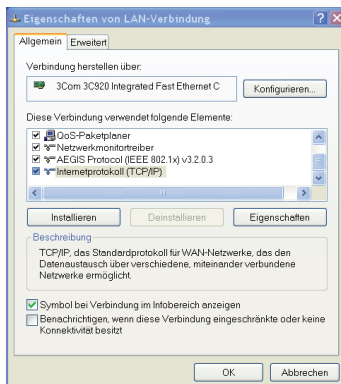 Eigenschaften von LAN-Verbindung
Allgemein Erweitert
Verbindung herstellen über:
3Com 3C920 Integrated Fast Ethernet C
Konfigurieren...
Diese Verbindung verwendet folgende Elemente:
QoS-Paketplaner
Netzwerkmonitortreiber
AEGIS Protocol (IEEE 802.1x) v3.2.0.3
Internetprotokoll (TCP/IP)
Installieren Deinstallieren Eigenschaften
Beschreibung
TCP/IP, das Standardprotokoll für WAN-Netzwerke, das den
Datenaustausch über verschiedene, miteinander verbundene
Netzwerke ermöglicht.
Symbol bei Verbindung im Infobereich anzeigen
Benachrichtigen, wenn diese Verbindung eingeschränkte oder keine
Konnektivität besitzt
OK Abbrechen